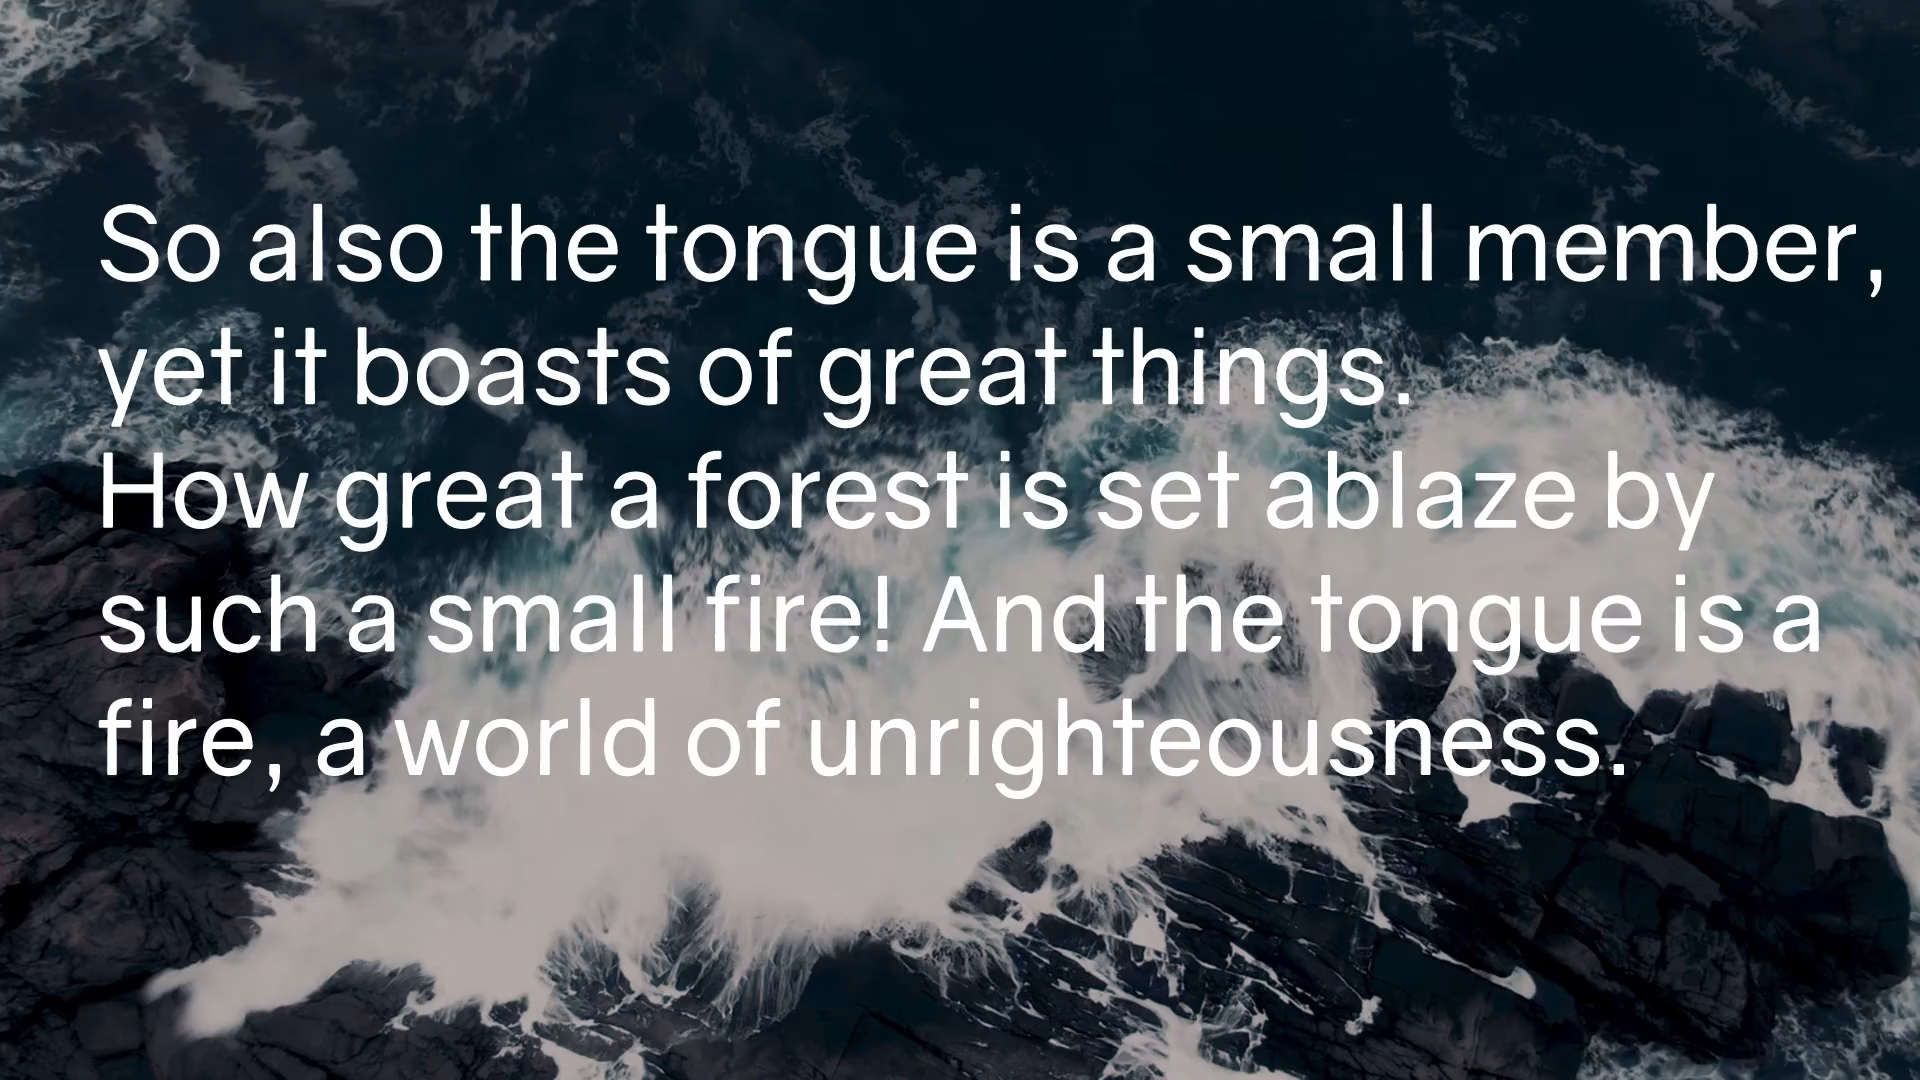 So also the tongue is a small member,
yet it boasts of great things.
How great a forest is set ablaze by
such a small fire! And the tongue is a
fire, a world of unrighteousness.